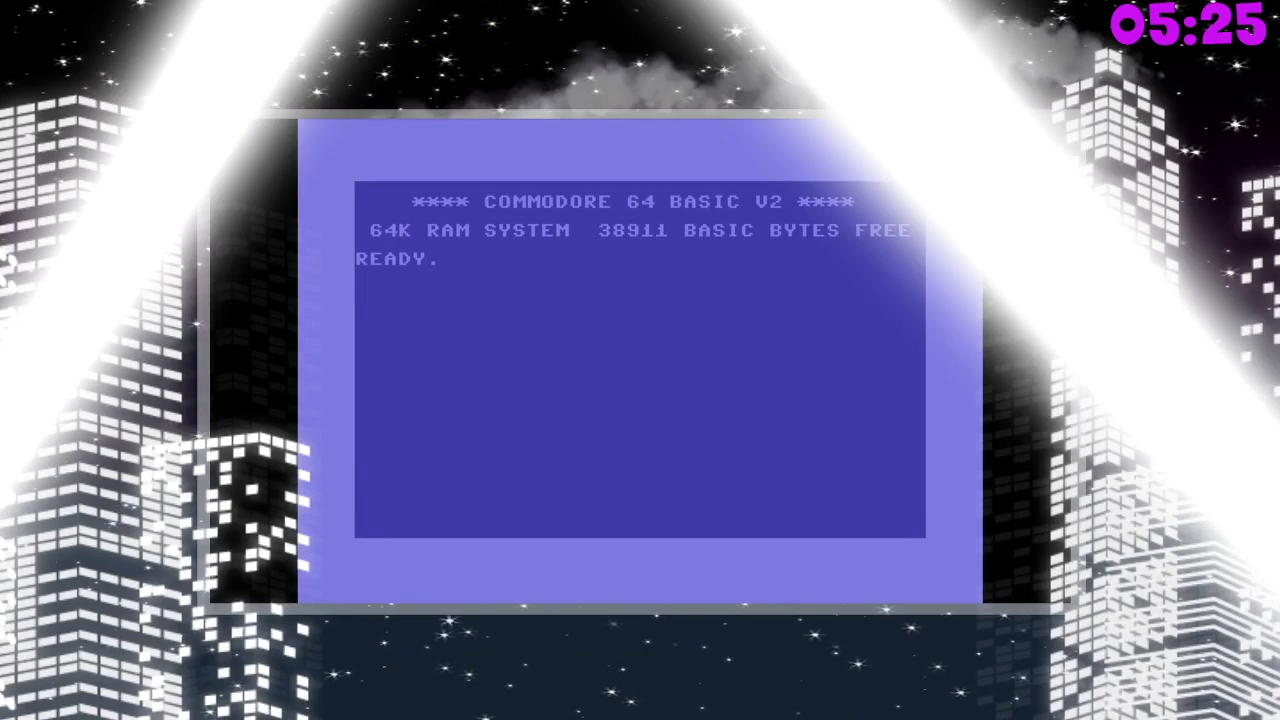 05:25
**** COMMODORE 64 BASIC V2 ****
64K RAM SYSTEM  38911 BASIC BYTES FREE
READY.